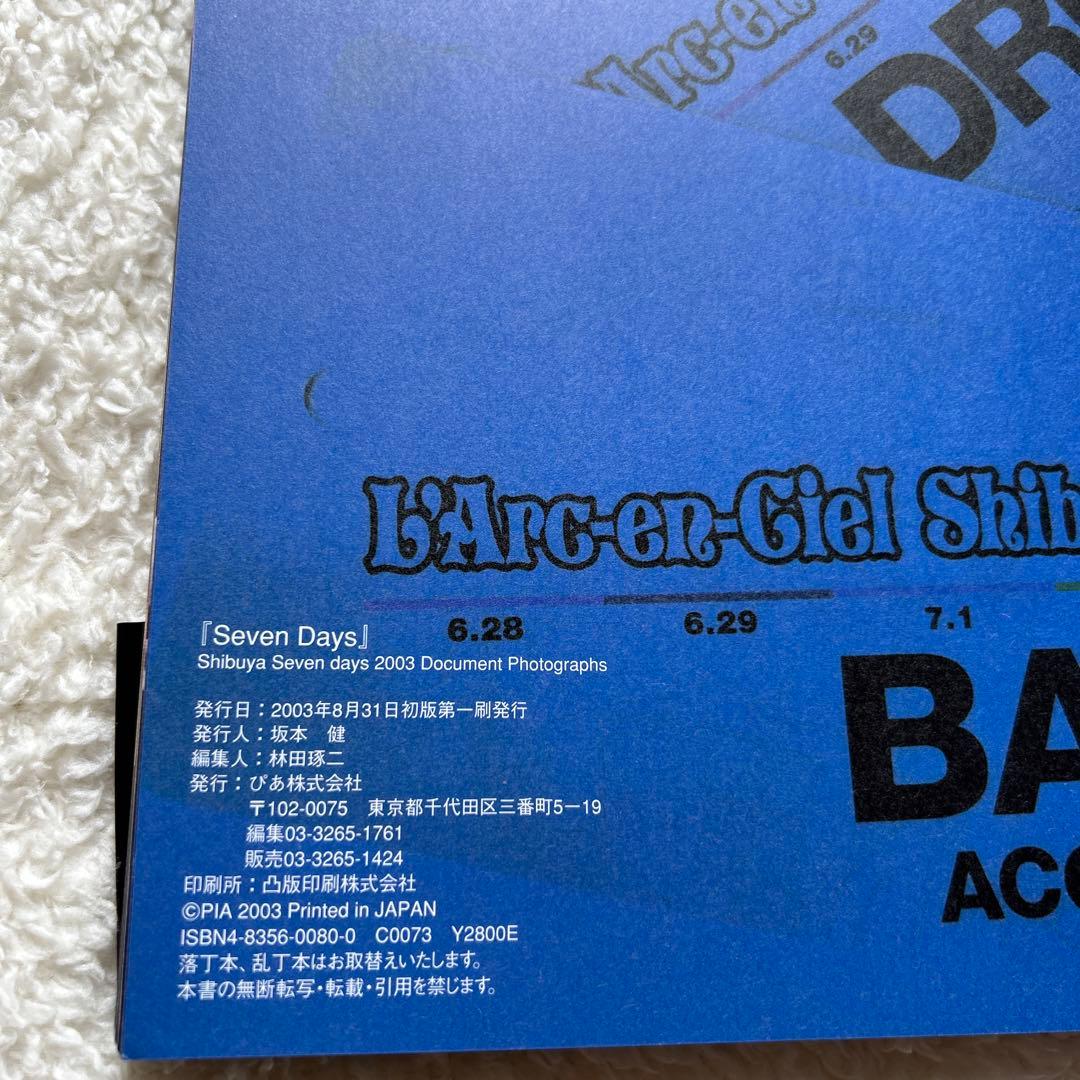 L'Arc-en
6.29
DR
L'Arc-en-Ciel Shib
6.28 6.29 7.1
BA
ACC
『Seven Days』
Shibuya Seven days 2003 Document Photographs
発行日：2003年8月31日初版第一刷発行
発行人：坂本　健
編集人：林田琢二
発行：ぴあ株式会社
〒102-0075　東京都千代田区三番町5−19
編集03-3265-1761
販売03-3265-1424
印刷所：凸版印刷株式会社
©PIA 2003 Printed in JAPAN
ISBN4-8356-0080-0　C0073　Y2800E
落丁本、乱丁本はお取替えいたします。
本書の無断転写・転載・引用を禁じます。